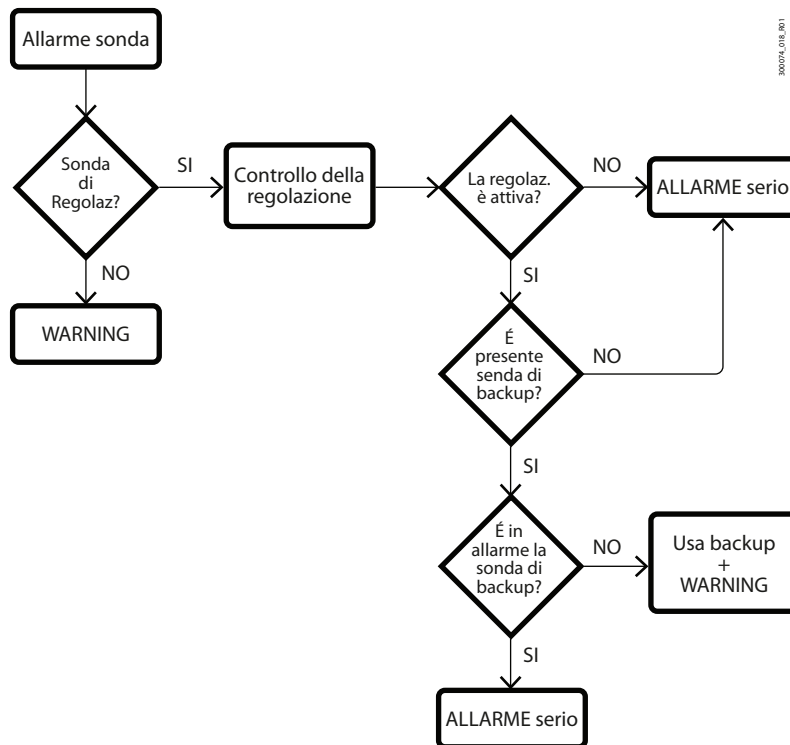 Allarme sonda
300074_018_R01
Sonda
di
Regolaz?
SI
Controllo della
regolazione
La regolaz.
è attiva?
NO
ALLARME serio
NO
WARNING
SI
É
presente
senda di
backup?
NO
SI
É in
allarme la
sonda di
backup?
NO
Usa backup
+
WARNING
SI
ALLARME serio